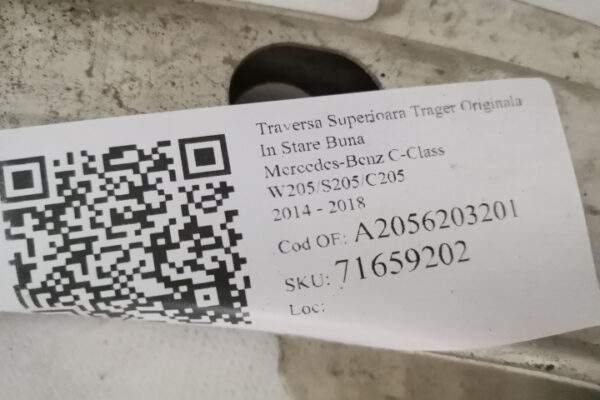 Traversa Superioara Trager Originala
In Stare Buna
Mercedes-Benz C-Class
W205/S205/C205
2014 - 2018
Cod OE: A2056203201
SKU: 71659202
Loc: